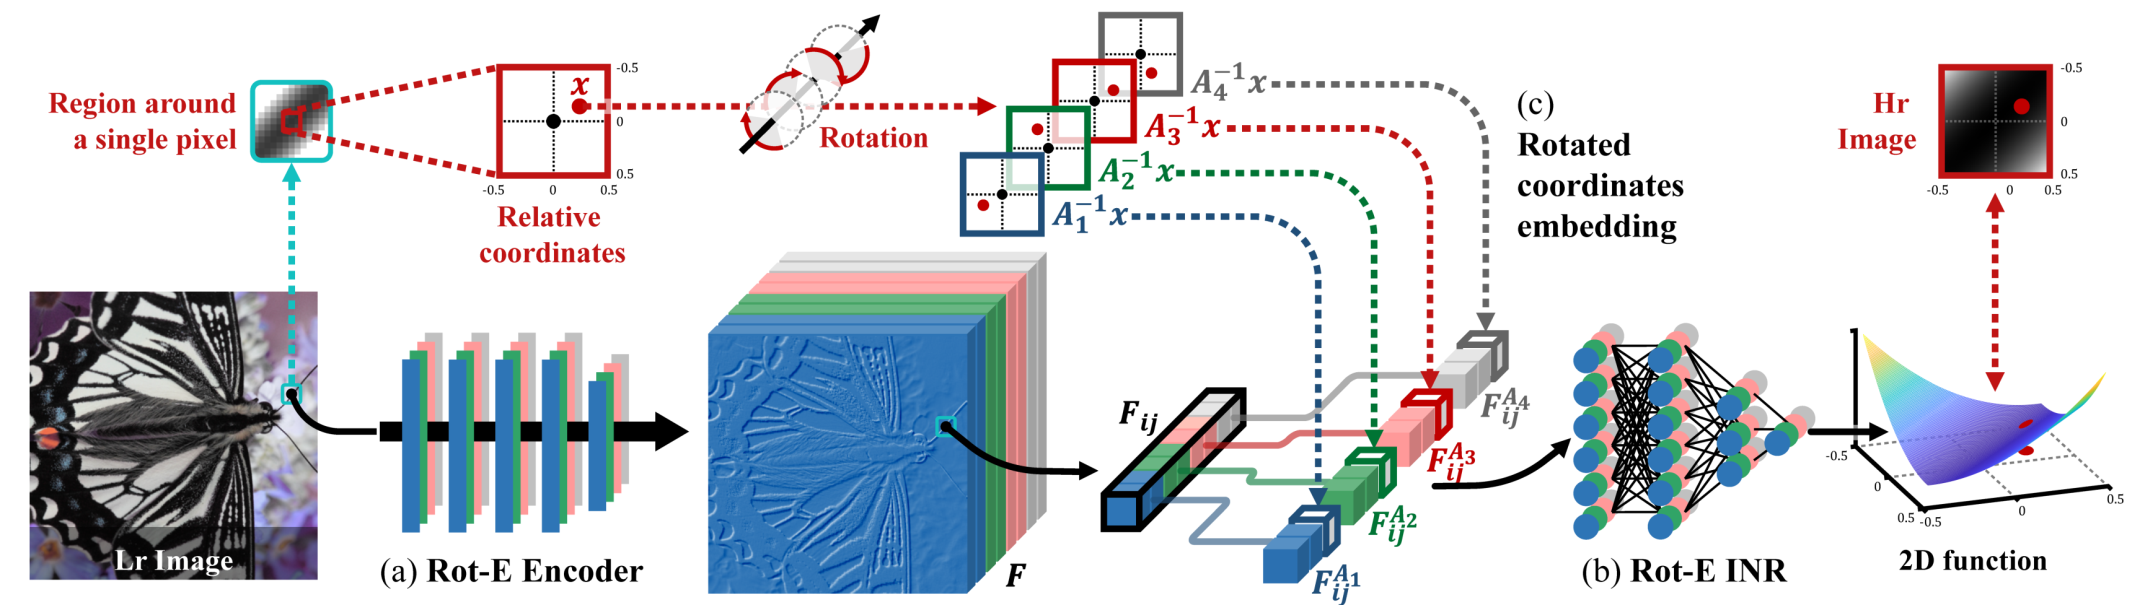 Region around
a single pixel
x
-0.5
0
0.5
-0.5
0
0.5
Relative
coordinates
Rotation
A_4^{-1}x
A_3^{-1}x
A_2^{-1}x
A_1^{-1}x
(c)
Rotated
coordinates
embedding
Hr
Image
-0.5
0
0.5
-0.5
0
0.5
Lr Image
(a) Rot-E Encoder
F
F_{ij}
F_{ij}^{A_1}
F_{ij}^{A_2}
F_{ij}^{A_3}
F_{ij}^{A_4}
(b) Rot-E INR
-0.5
0
0.5
-0.5
0
0.5
2D function